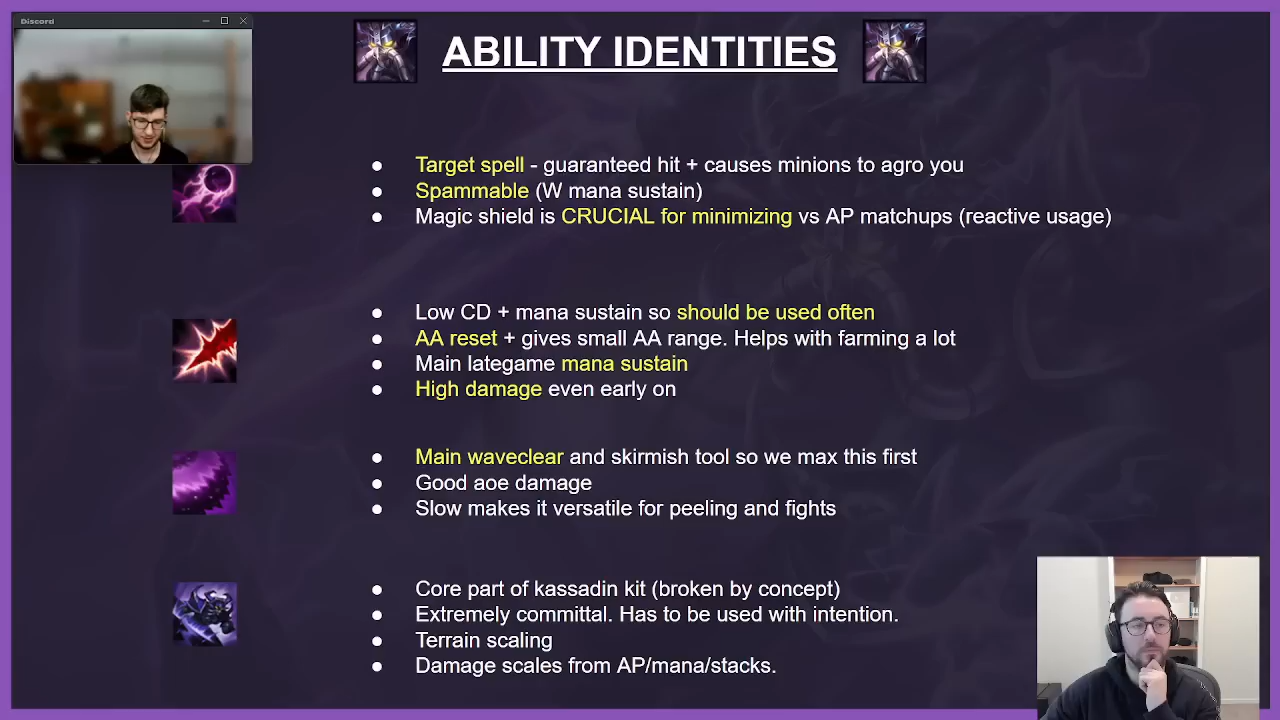 Discord
ABILITY IDENTITIES
● Target spell - guaranteed hit + causes minions to agro you
● Spammable (W mana sustain)
● Magic shield is CRUCIAL for minimizing vs AP matchups (reactive usage)
● Low CD + mana sustain so should be used often
● AA reset + gives small AA range. Helps with farming a lot
● Main lategame mana sustain
● High damage even early on
● Main waveclear and skirmish tool so we max this first
● Good aoe damage
● Slow makes it versatile for peeling and fights
● Core part of kassadin kit (broken by concept)
● Extremely committal. Has to be used with intention.
● Terrain scaling
● Damage scales from AP/mana/stacks.